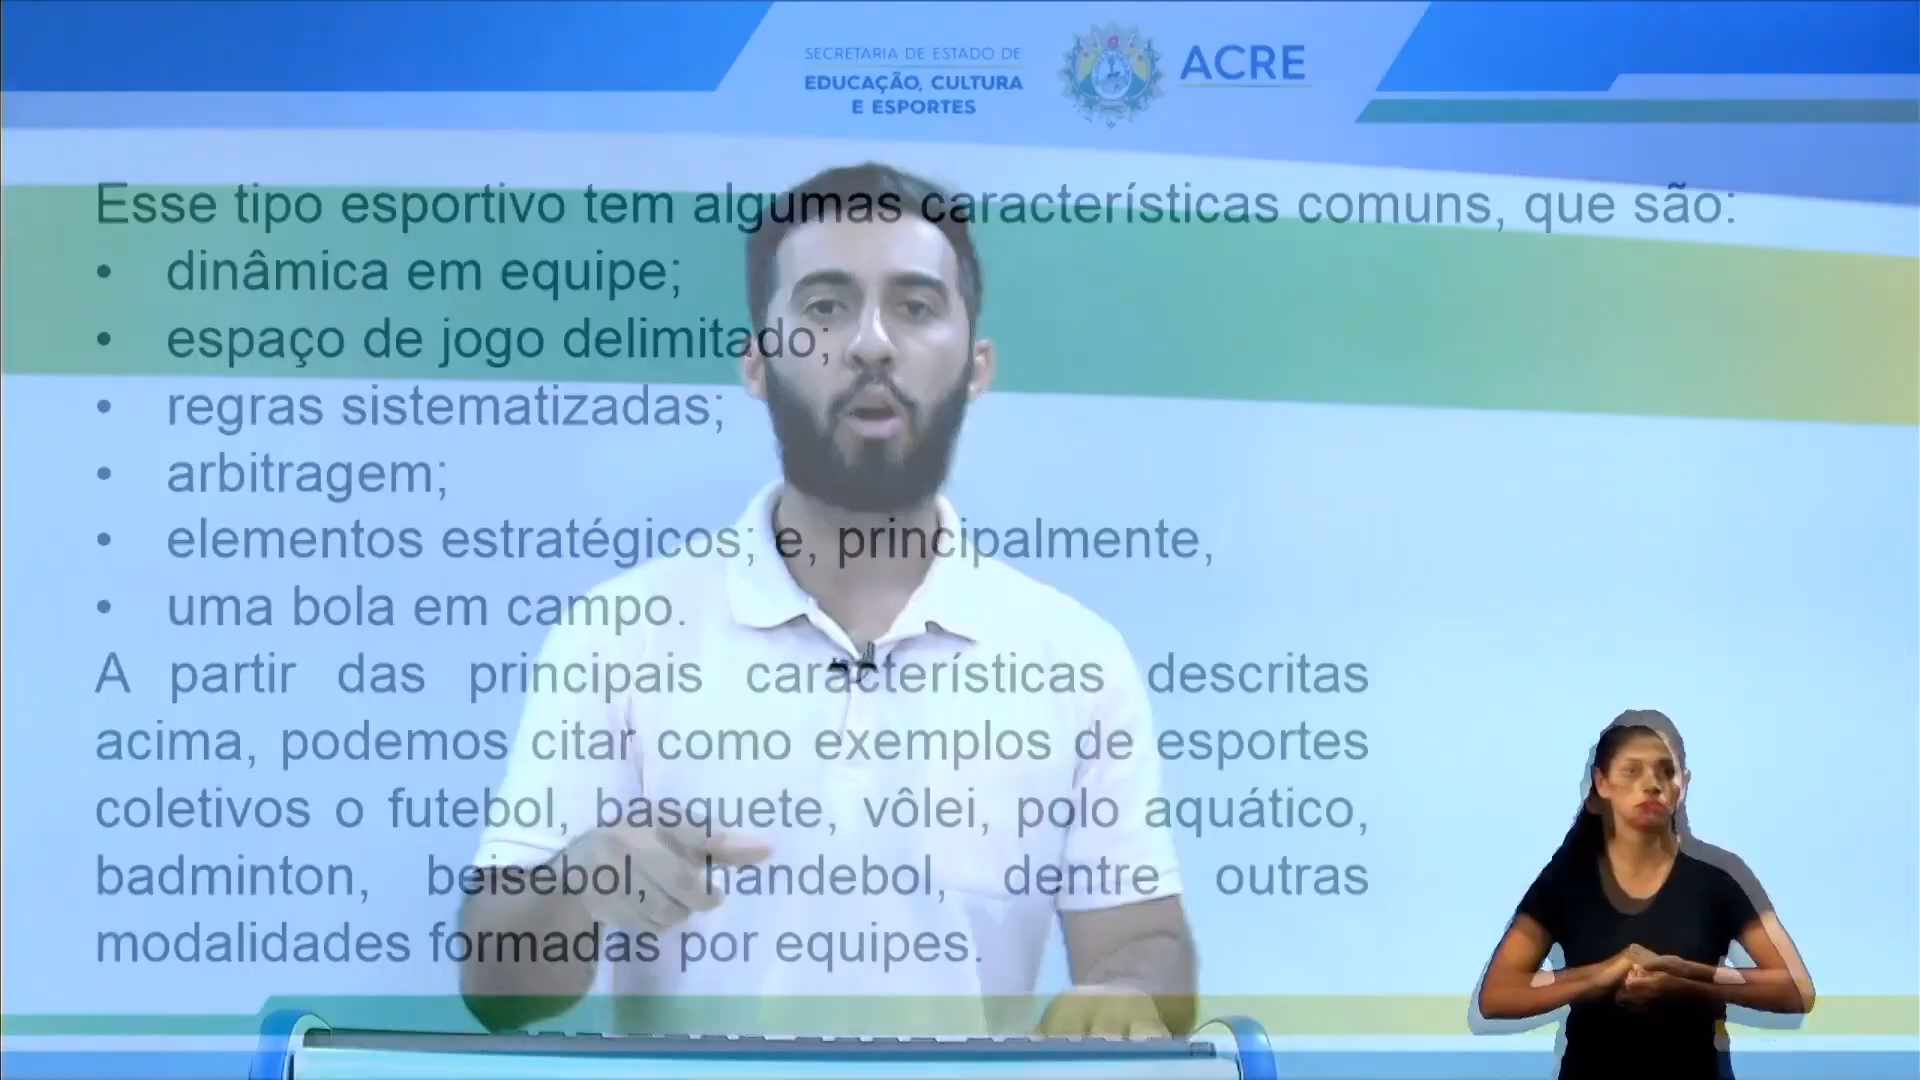 SECRETARIA DE ESTADO DE
EDUCAÇÃO, CULTURA
E ESPORTES
ACRE
Esse tipo esportivo tem algumas características comuns, que são:
• dinâmica em equipe;
• espaço de jogo delimitado;
• regras sistematizadas;
• arbitragem;
• elementos estratégicos; e, principalmente,
• uma bola em campo.
A partir das principais características descritas
acima, podemos citar como exemplos de esportes
coletivos o futebol, basquete, vôlei, polo aquático,
badminton, beisebol, handebol, dentre outras
modalidades formadas por equipes.